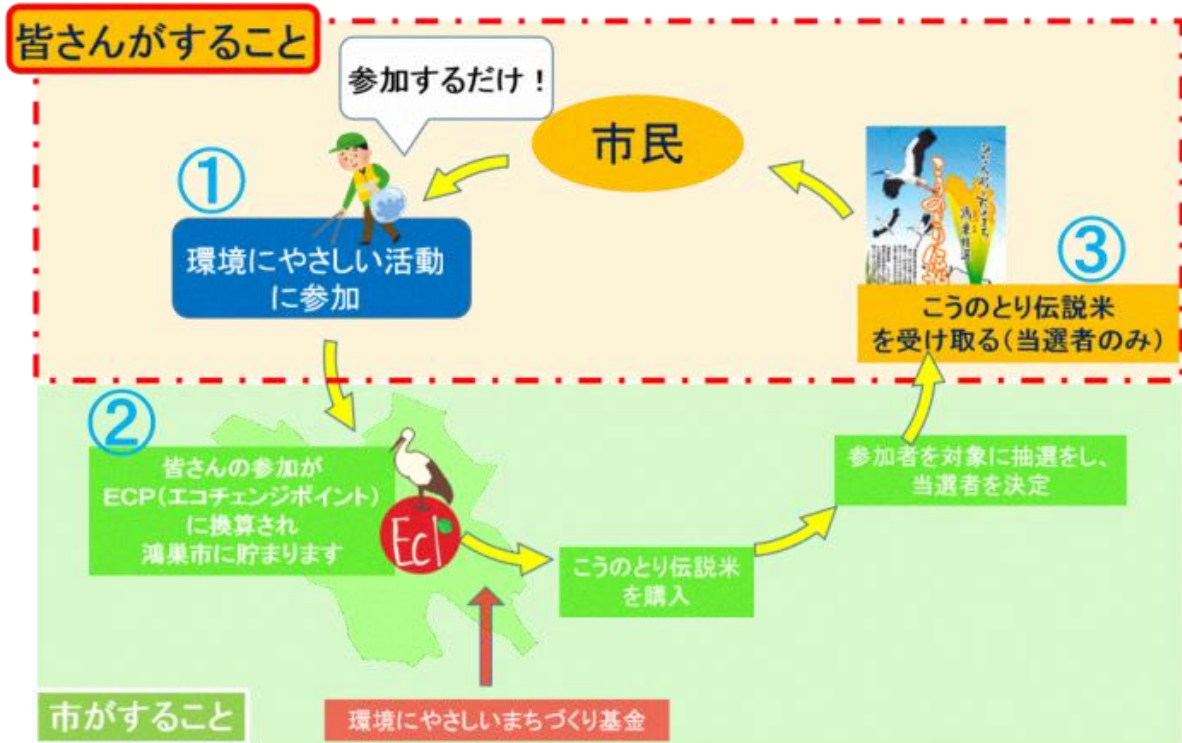 皆さんがすること
参加するだけ！
市民
①
環境にやさしい活動
に参加
③
こうのとり伝説米
を受け取る(当選者のみ)
②
皆さんの参加が
ECP(エコチェンジポイント)
に換算され
鴻巣市に貯まります
参加者を対象に抽選をし、
当選者を決定
こうのとり伝説米
を購入
環境にやさしいまちづくり基金
市がすること